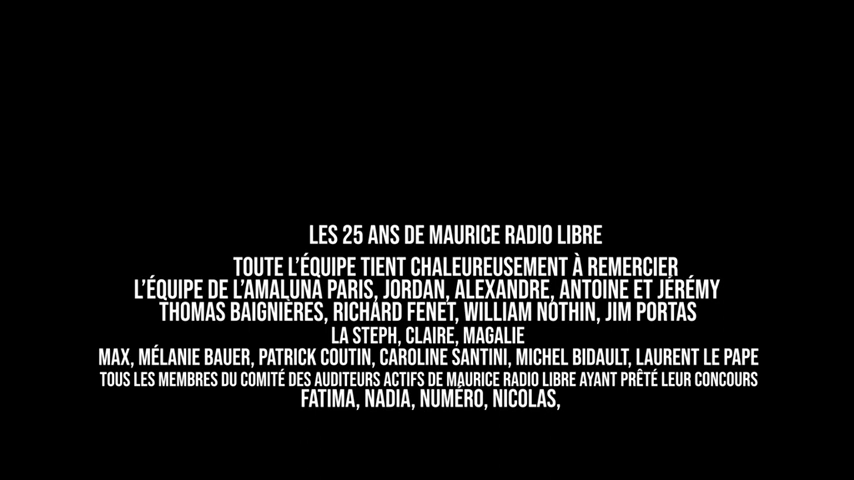 LES 25 ANS DE MAURICE RADIO LIBRE
TOUTE L'ÉQUIPE TIENT CHALEUREUSEMENT À REMERCIER
L'ÉQUIPE DE L'AMALUNA PARIS, JORDAN, ALEXANDRE, ANTOINE ET JÉRÉMY
THOMAS BAIGNIÈRES, RICHARD FENET, WILLIAM NOTHIN, JIM PORTAS
LA STEPH, CLAIRE, MAGALIE
MAX, MÉLANIE BAUER, PATRICK COUTIN, CAROLINE SANTINI, MICHEL BIDAULT, LAURENT LE PAPE
TOUS LES MEMBRES DU COMITÉ DES AUDITEURS ACTIFS DE MAURICE RADIO LIBRE AYANT PRÊTÉ LEUR CONCOURS
FATIMA, NADIA, NUMÉRO, NICOLAS,